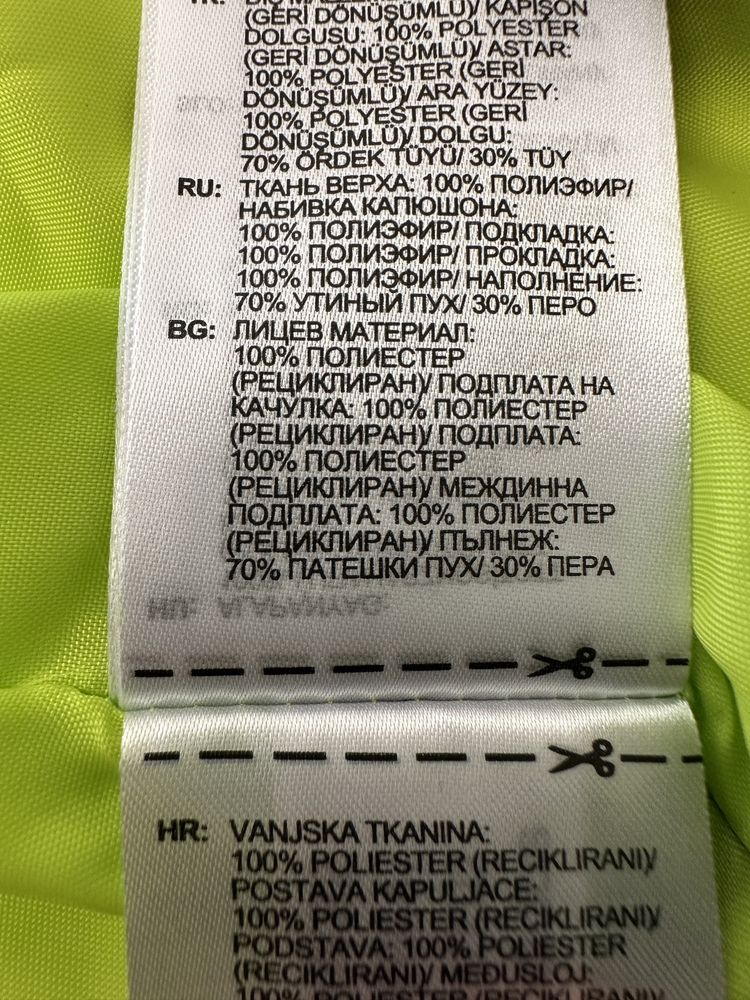 (GERİ DÖNÜŞÜMLÜ)/ KAPİŞON
DOLGUSU: 100% POLYESTER
(GERİ DÖNÜŞÜMLÜ)/ ASTAR:
100% POLYESTER (GERİ
DÖNÜŞÜMLÜ)/ ARA YÜZEY:
100% POLYESTER (GERİ
DÖNÜŞÜMLÜ)/ DOLGU:
70% ÖRDEK TÜYÜ/ 30% TÜY
RU: ТКАНЬ ВЕРХА: 100% ПОЛИЭФИР/
НАБИВКА КАПЮШОНА:
100% ПОЛИЭФИР/ ПОДКЛАДКА:
100% ПОЛИЭФИР/ ПРОКЛАДКА:
100% ПОЛИЭФИР/ НАПОЛНЕНИЕ:
70% УТИНЫЙ ПУХ/ 30% ПЕРО
BG: ЛИЦЕВ МАТЕРИАЛ:
100% ПОЛИЕСТЕР
(РЕЦИКЛИРАН)/ ПОДПЛАТА НА
КАЧУЛКА: 100% ПОЛИЕСТЕР
(РЕЦИКЛИРАН)/ ПОДПЛАТА:
100% ПОЛИЕСТЕР
(РЕЦИКЛИРАН)/ МЕЖДИННА
ПОДПЛАТА: 100% ПОЛИЕСТЕР
(РЕЦИКЛИРАН)/ ПЪЛНЕЖ:
70% ПАТЕШКИ ПУХ/ 30% ПЕРА
HR: VANJSKA TKANINA:
100% POLIESTER (RECIKLIRANI)/
POSTAVA KAPULJAČE:
100% POLIESTER (RECIKLIRANI)/
PODSTAVA: 100% POLIESTER
(RECIKLIRANI)/ MEĐUSLOJ:
100% POLIESTER (RECIKLIRANI)/